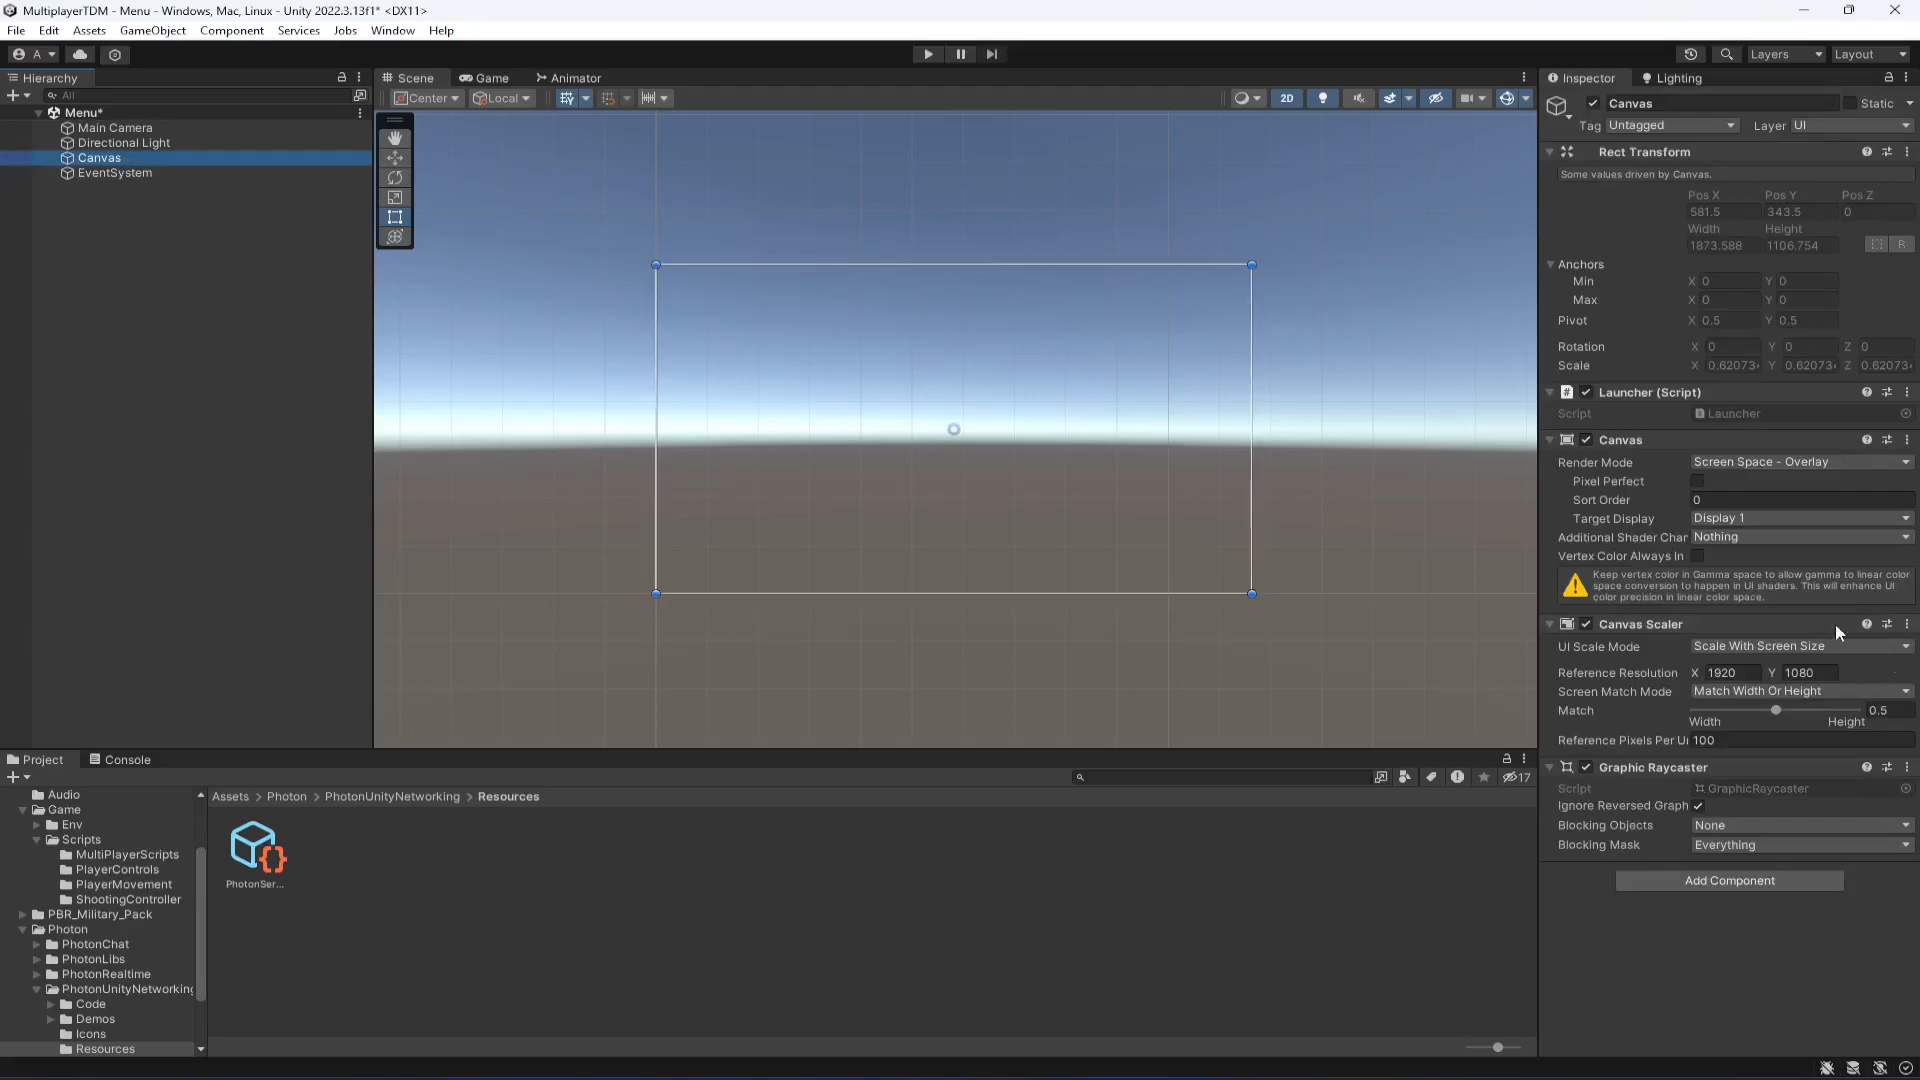 MultiplayerTDM - Menu - Windows, Mac, Linux - Unity 2022.3.13f1* <DX11>
File Edit Assets GameObject Component Services Jobs Window Help
A Layers Layout
Hierarchy
All
Menu*
Main Camera
Directional Light
Canvas
EventSystem
Scene Game Animator
Center Local 2D
Inspector Lighting
Canvas Static
Tag Untagged Layer UI
Rect Transform
Some values driven by Canvas.
Pos X Pos Y Pos Z
581.5 343.5 0
Width Height
1873.588 1106.754 R
Anchors
Min X 0 Y 0
Max X 0 Y 0
Pivot X 0.5 Y 0.5
Rotation X 0 Y 0 Z 0
Scale X 0.62073 Y 0.62073 Z 0.62073
Launcher (Script)
Script Launcher
Canvas
Render Mode Screen Space - Overlay
Pixel Perfect
Sort Order 0
Target Display Display 1
Additional Shader Chan Nothing
Vertex Color Always In
Keep vertex color in Gamma space to allow gamma to linear color
space conversion to happen in UI shaders. This will enhance UI
color precision in linear color space.
Canvas Scaler
UI Scale Mode Scale With Screen Size
Reference Resolution X 1920 Y 1080
Screen Match Mode Match Width Or Height
Match 0.5
Width Height
Reference Pixels Per U 100
Graphic Raycaster
Script GraphicRaycaster
Ignore Reversed Graph
Blocking Objects None
Blocking Mask Everything
Add Component
Project Console
17
Audio
Game
Env
Scripts
MultiPlayerScripts
PlayerControls
PlayerMovement
ShootingController
PBR_Military_Pack
Photon
PhotonChat
PhotonLibs
PhotonRealtime
PhotonUnityNetworking
Code
Demos
Icons
Resources
Assets > Photon > PhotonUnityNetworking > Resources
PhotonSer...